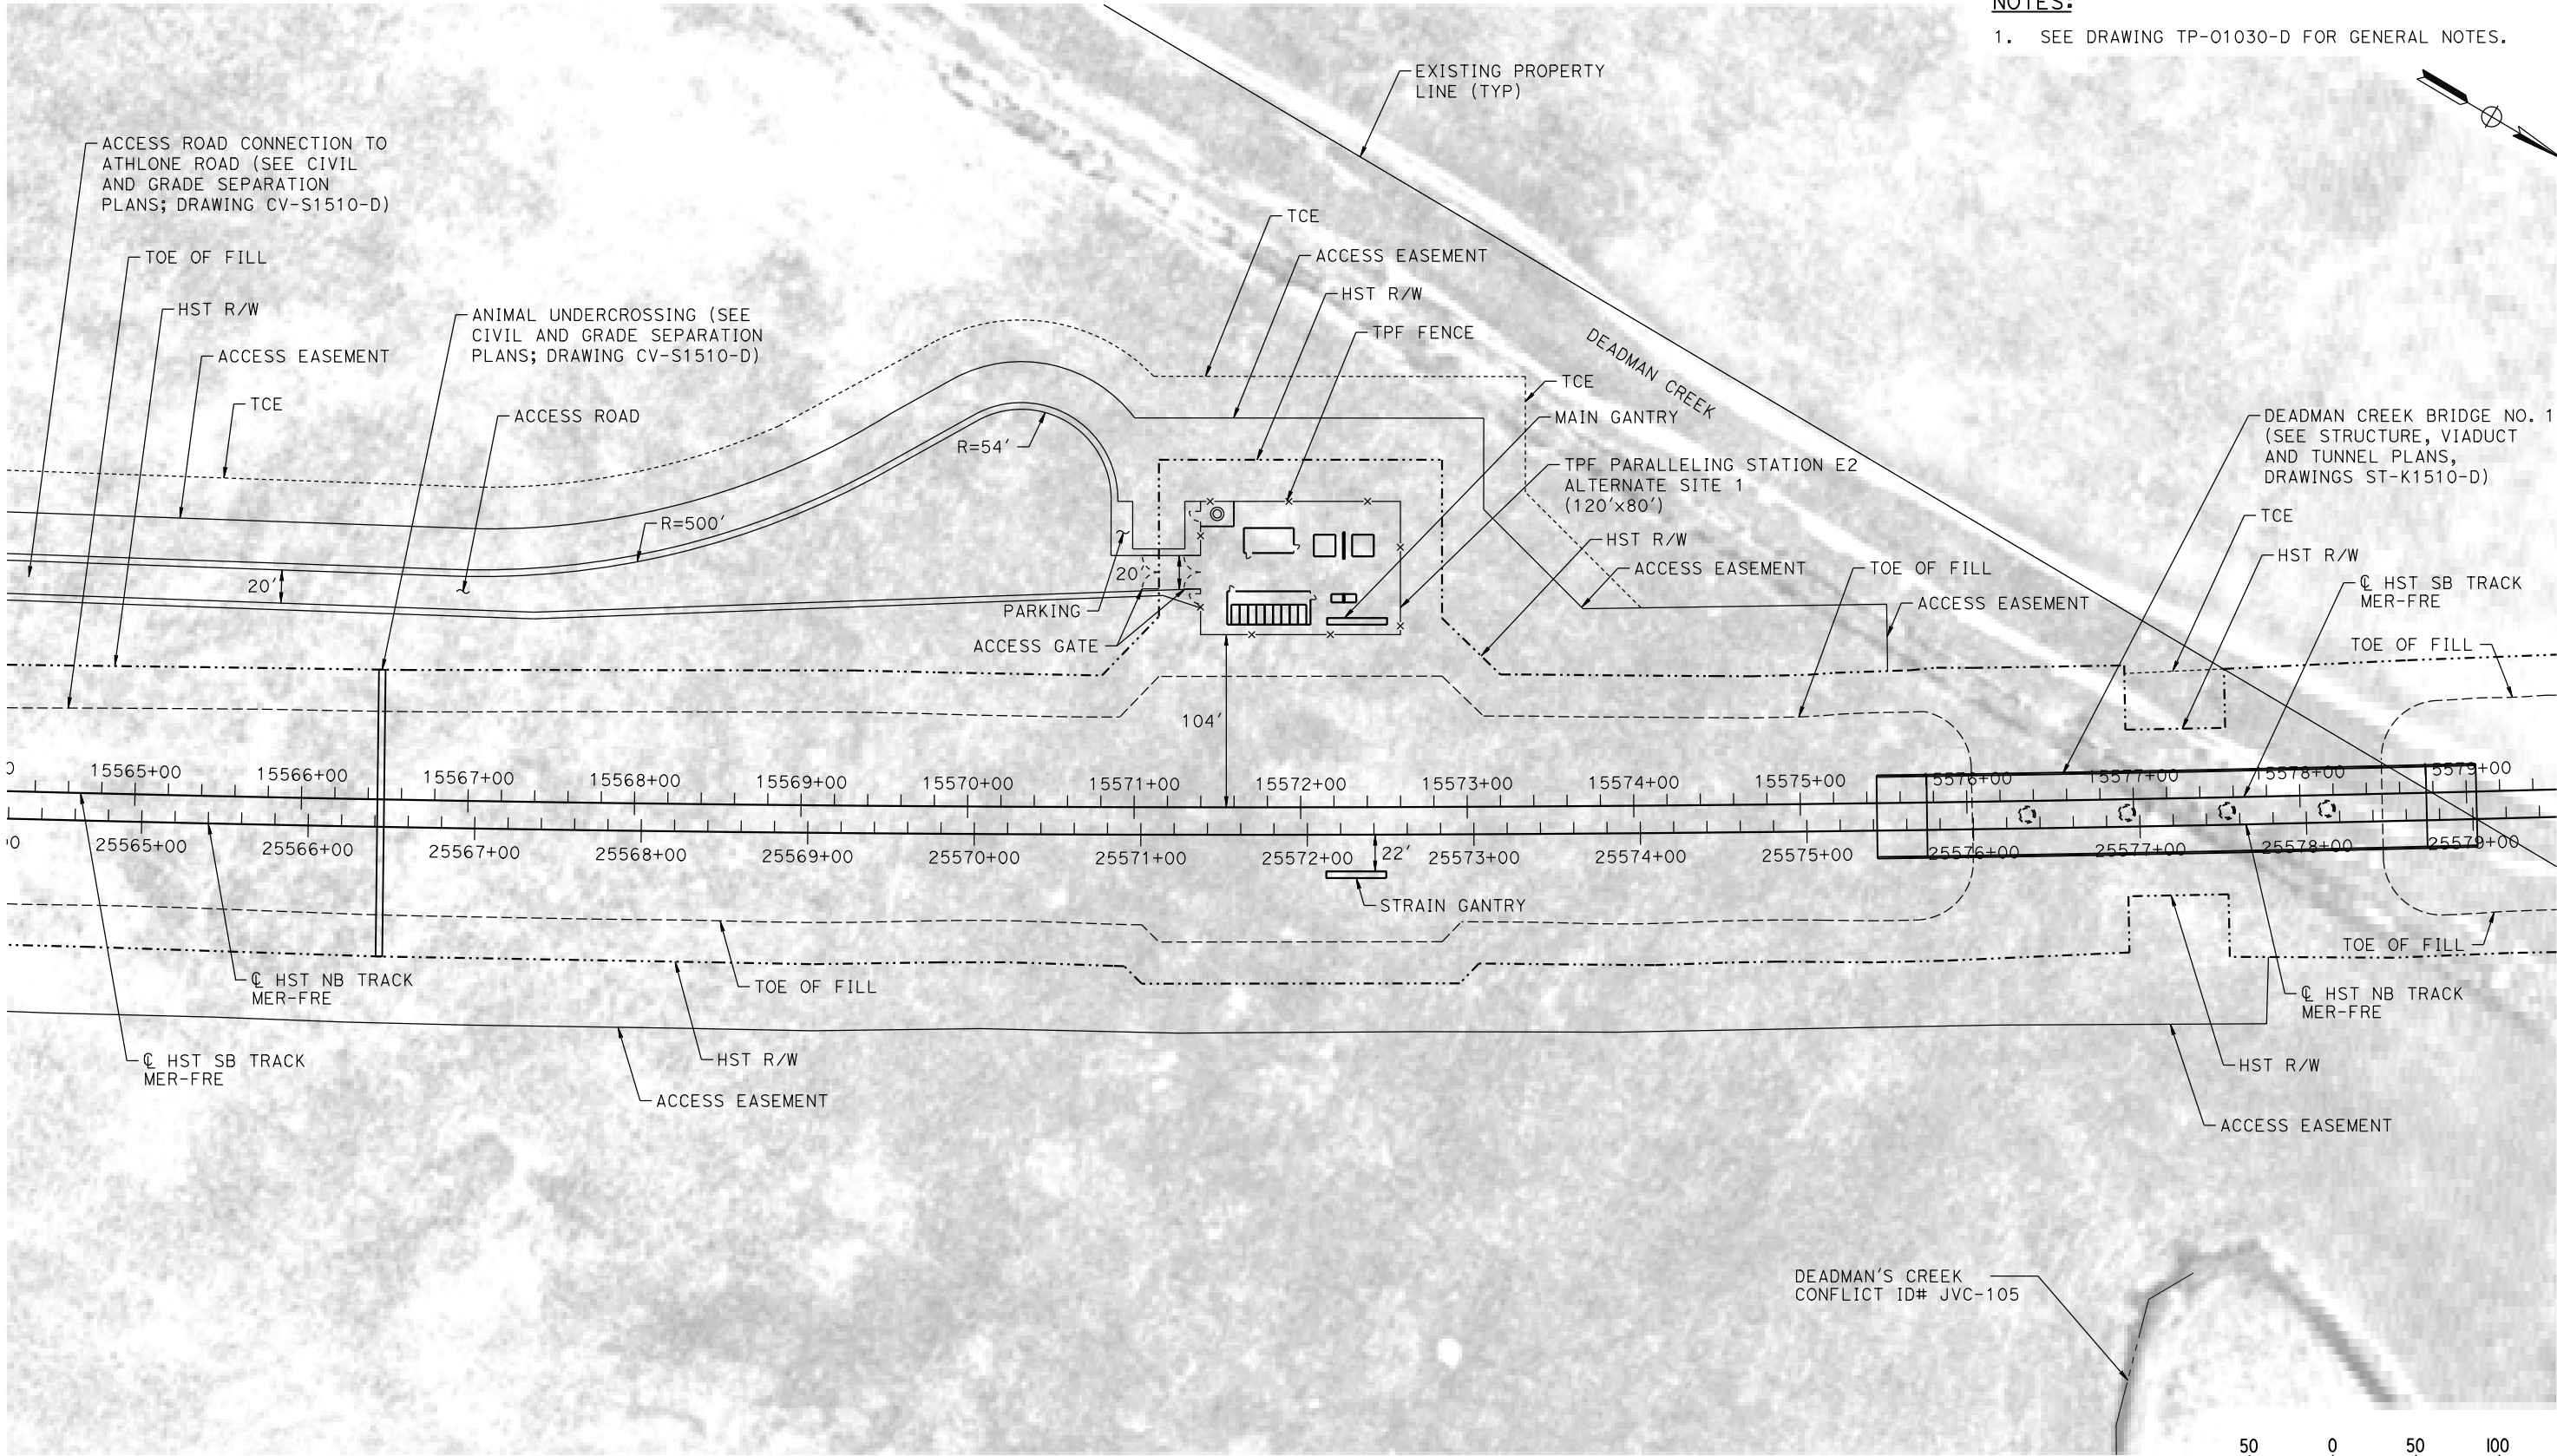 NOTES:
1. SEE DRAWING TP-01030-D FOR GENERAL NOTES.
EXISTING PROPERTY
LINE (TYP)
ACCESS ROAD CONNECTION TO
ATHLONE ROAD (SEE CIVIL
AND GRADE SEPARATION
PLANS; DRAWING CV-S1510-D)
TOE OF FILL
HST R/W
ACCESS EASEMENT
TCE
ANIMAL UNDERCROSSING (SEE
CIVIL AND GRADE SEPARATION
PLANS; DRAWING CV-S1510-D)
ACCESS ROAD
TCE
ACCESS EASEMENT
HST R/W
TPF FENCE
DEADMAN CREEK
TCE
MAIN GANTRY
TPF PARALLELING STATION E2
ALTERNATE SITE 1
(120'x80')
HST R/W
ACCESS EASEMENT
TOE OF FILL
ACCESS EASEMENT
DEADMAN CREEK BRIDGE NO. 1
(SEE STRUCTURE, VIADUCT
AND TUNNEL PLANS,
DRAWINGS ST-K1510-D)
TCE
HST R/W
℄ HST SB TRACK
MER-FRE
TOE OF FILL
R=54'
R=500'
20'
20'
PARKING
ACCESS GATE
104'
0 15565+00 15566+00 15567+00 15568+00 15569+00 15570+00 15571+00 15572+00 15573+00 15574+00 15575+00 15576+00 15577+00 15578+00 15579+00
0 25565+00 25566+00 25567+00 25568+00 25569+00 25570+00 25571+00 25572+00 22' 25573+00 25574+00 25575+00 25576+00 25577+00 25578+00 25579+00
STRAIN GANTRY
℄ HST NB TRACK
MER-FRE
TOE OF FILL
TOE OF FILL
℄ HST NB TRACK
MER-FRE
℄ HST SB TRACK
MER-FRE
HST R/W
ACCESS EASEMENT
HST R/W
ACCESS EASEMENT
DEADMAN'S CREEK
CONFLICT ID# JVC-105
50 0 50 100